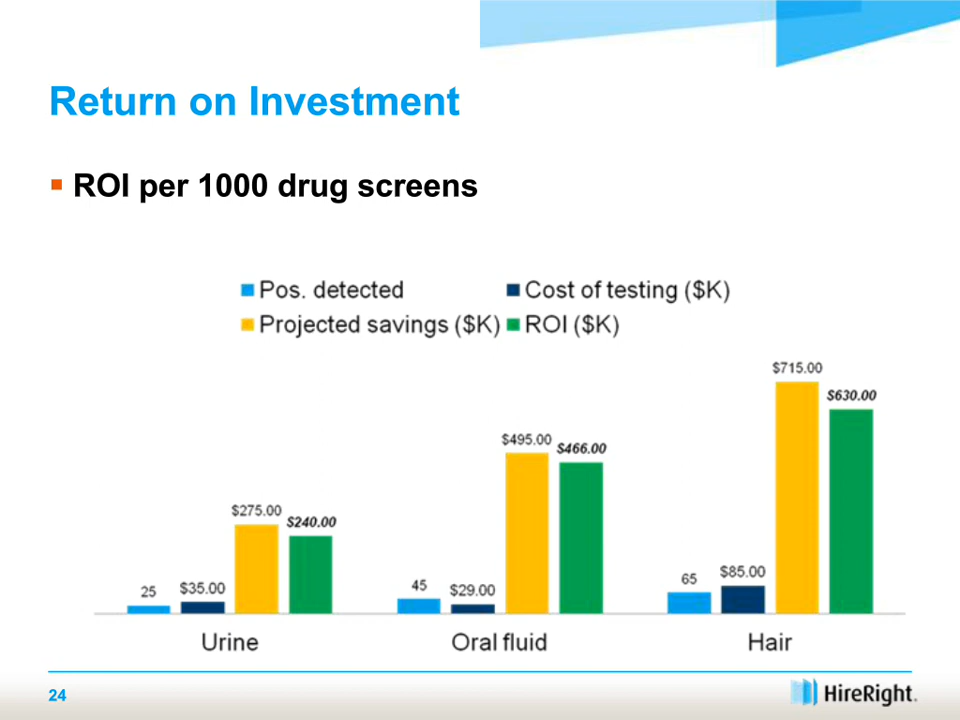 Return on Investment
ROI per 1000 drug screens
Pos. detected Cost of testing ($K)
Projected savings ($K) ROI ($K)
$715.00
$630.00
$495.00
$466.00
$275.00
$240.00
25 $35.00 45 $29.00 65 $85.00
Urine Oral fluid Hair
24 HireRight.